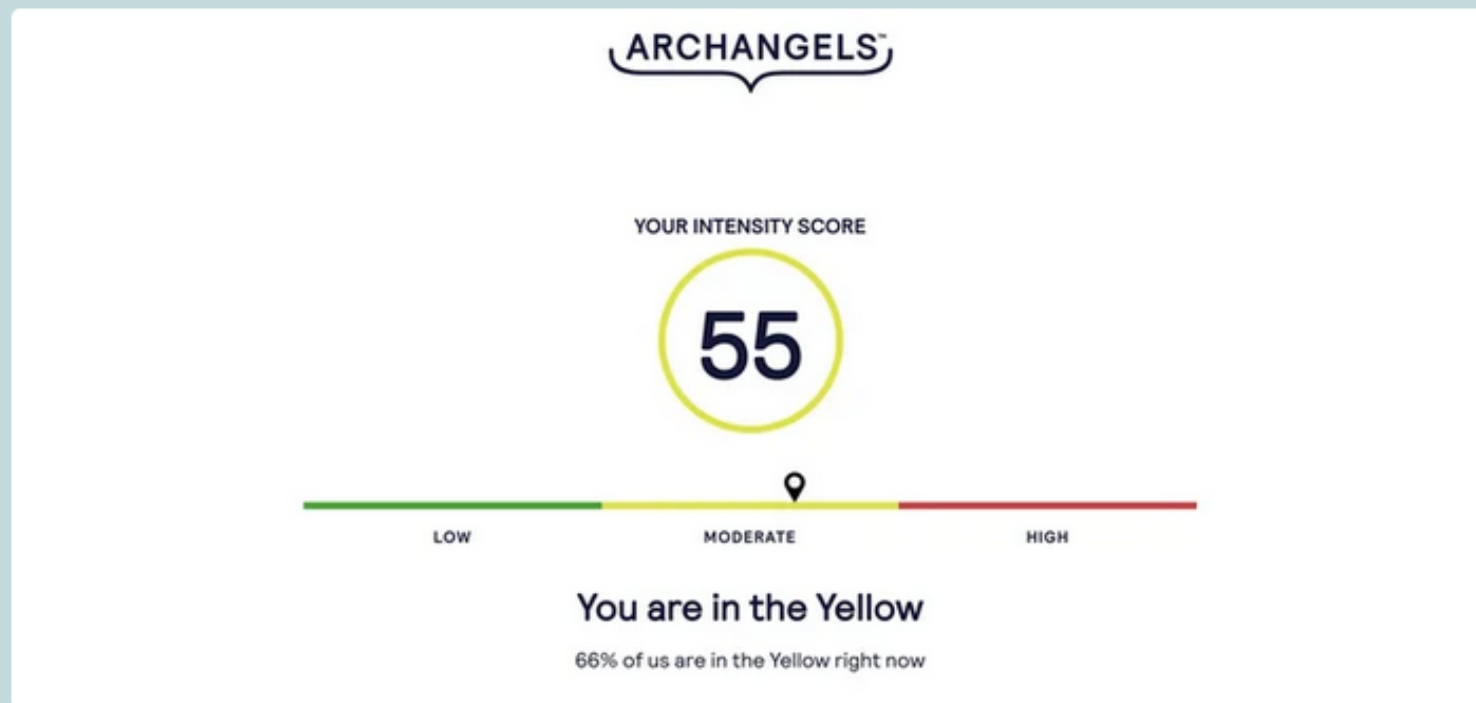 ARCHANGELS™
YOUR INTENSITY SCORE
55
LOW MODERATE HIGH
You are in the Yellow
66% of us are in the Yellow right now